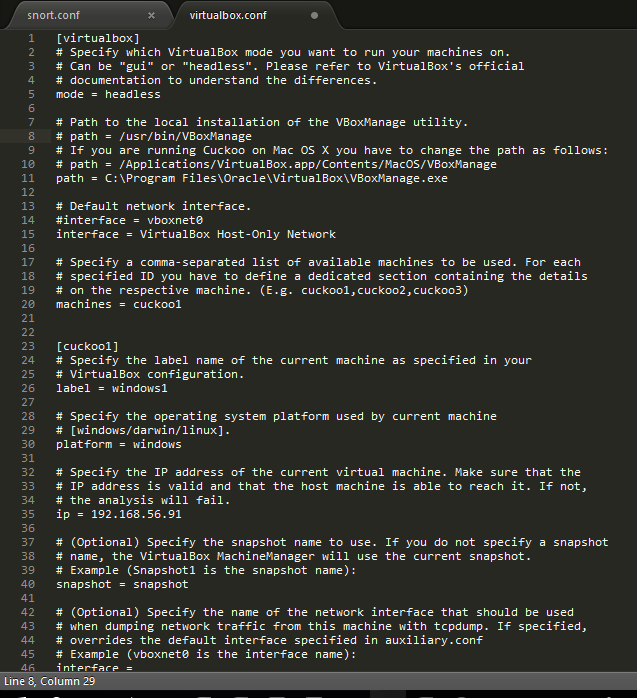 snort.conf × virtualbox.conf
1 [virtualbox]
2 # Specify which VirtualBox mode you want to run your machines on.
3 # Can be "gui" or "headless". Please refer to VirtualBox's official
4 # documentation to understand the differences.
5 mode = headless
6
7 # Path to the local installation of the VBoxManage utility.
8 # path = /usr/bin/VBoxManage
9 # If you are running Cuckoo on Mac OS X you have to change the path as follows:
10 # path = /Applications/VirtualBox.app/Contents/MacOS/VBoxManage
11 path = C:\Program Files\Oracle\VirtualBox\VBoxManage.exe
12
13 # Default network interface.
14 #interface = vboxnet0
15 interface = VirtualBox Host-Only Network
16
17 # Specify a comma-separated list of available machines to be used. For each
18 # specified ID you have to define a dedicated section containing the details
19 # on the respective machine. (E.g. cuckoo1,cuckoo2,cuckoo3)
20 machines = cuckoo1
21
22
23 [cuckoo1]
24 # Specify the label name of the current machine as specified in your
25 # VirtualBox configuration.
26 label = windows1
27
28 # Specify the operating system platform used by current machine
29 # [windows/darwin/linux].
30 platform = windows
31
32 # Specify the IP address of the current virtual machine. Make sure that the
33 # IP address is valid and that the host machine is able to reach it. If not,
34 # the analysis will fail.
35 ip = 192.168.56.91
36
37 # (Optional) Specify the snapshot name to use. If you do not specify a snapshot
38 # name, the VirtualBox MachineManager will use the current snapshot.
39 # Example (Snapshot1 is the snapshot name):
40 snapshot = snapshot
41
42 # (Optional) Specify the name of the network interface that should be used
43 # when dumping network traffic from this machine with tcpdump. If specified,
44 # overrides the default interface specified in auxiliary.conf
45 # Example (vboxnet0 is the interface name):
46 interface =
Line 8, Column 29